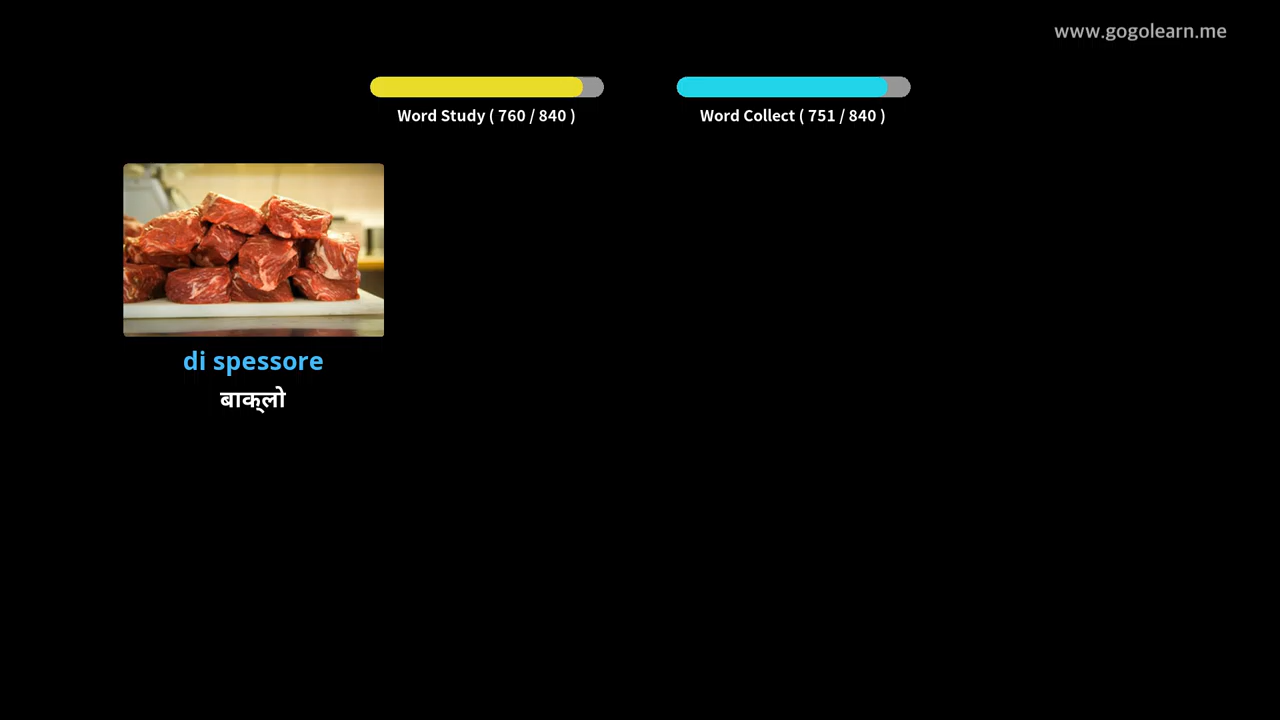 www.gogolearn.me
Word Study ( 760 / 840 )
Word Collect ( 751 / 840 )
di spessore
बाक्लो